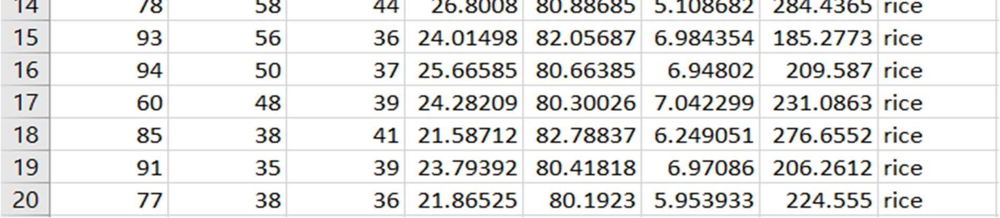 14 78 58 44 26.8008 80.88685 5.108682 284.4365 rice
15 93 56 36 24.01498 82.05687 6.984354 185.2773 rice
16 94 50 37 25.66585 80.66385 6.94802 209.587 rice
17 60 48 39 24.28209 80.30026 7.042299 231.0863 rice
18 85 38 41 21.58712 82.78837 6.249051 276.6552 rice
19 91 35 39 23.79392 80.41818 6.97086 206.2612 rice
20 77 38 36 21.86525 80.1923 5.953933 224.555 rice